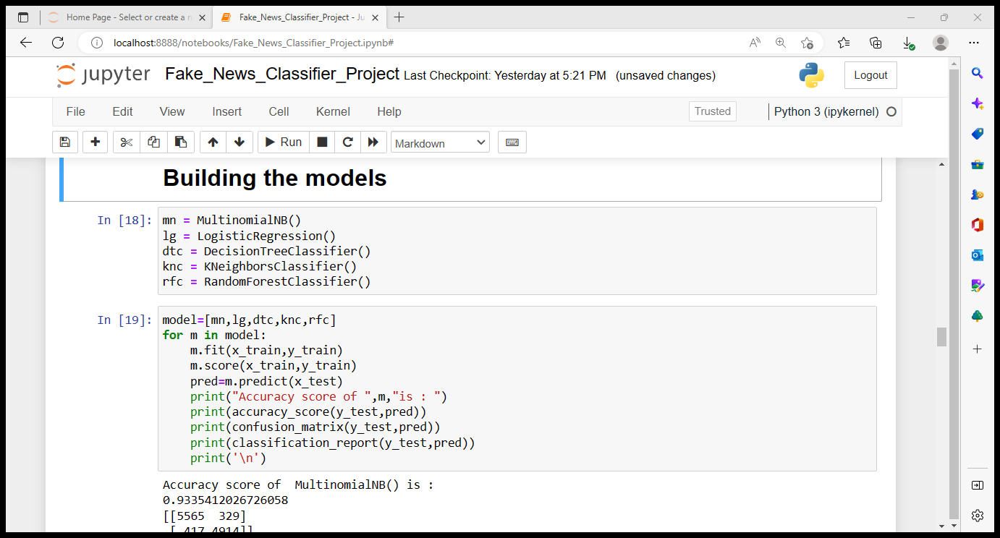 Home Page - Select or create a n
Fake_News_Classifier_Project - Ju
localhost:8888/notebooks/Fake_News_Classifier_Project.ipynb#
jupyter Fake_News_Classifier_Project Last Checkpoint: Yesterday at 5:21 PM (unsaved changes)
Logout
File Edit View Insert Cell Kernel Help
Trusted
Python 3 (ipykernel)
Run
Markdown
Building the models
In [18]:
mn = MultinomialNB()
lg = LogisticRegression()
dtc = DecisionTreeClassifier()
knc = KNeighborsClassifier()
rfc = RandomForestClassifier()
In [19]:
model=[mn,lg,dtc,knc,rfc]
for m in model:
    m.fit(x_train,y_train)
    m.score(x_train,y_train)
    pred=m.predict(x_test)
    print("Accuracy score of ",m,"is : ")
    print(accuracy_score(y_test,pred))
    print(confusion_matrix(y_test,pred))
    print(classification_report(y_test,pred))
    print('\n')
Accuracy score of  MultinomialNB() is :
0.9335412026726058
[[5565  329]
 [ 417 4914]]